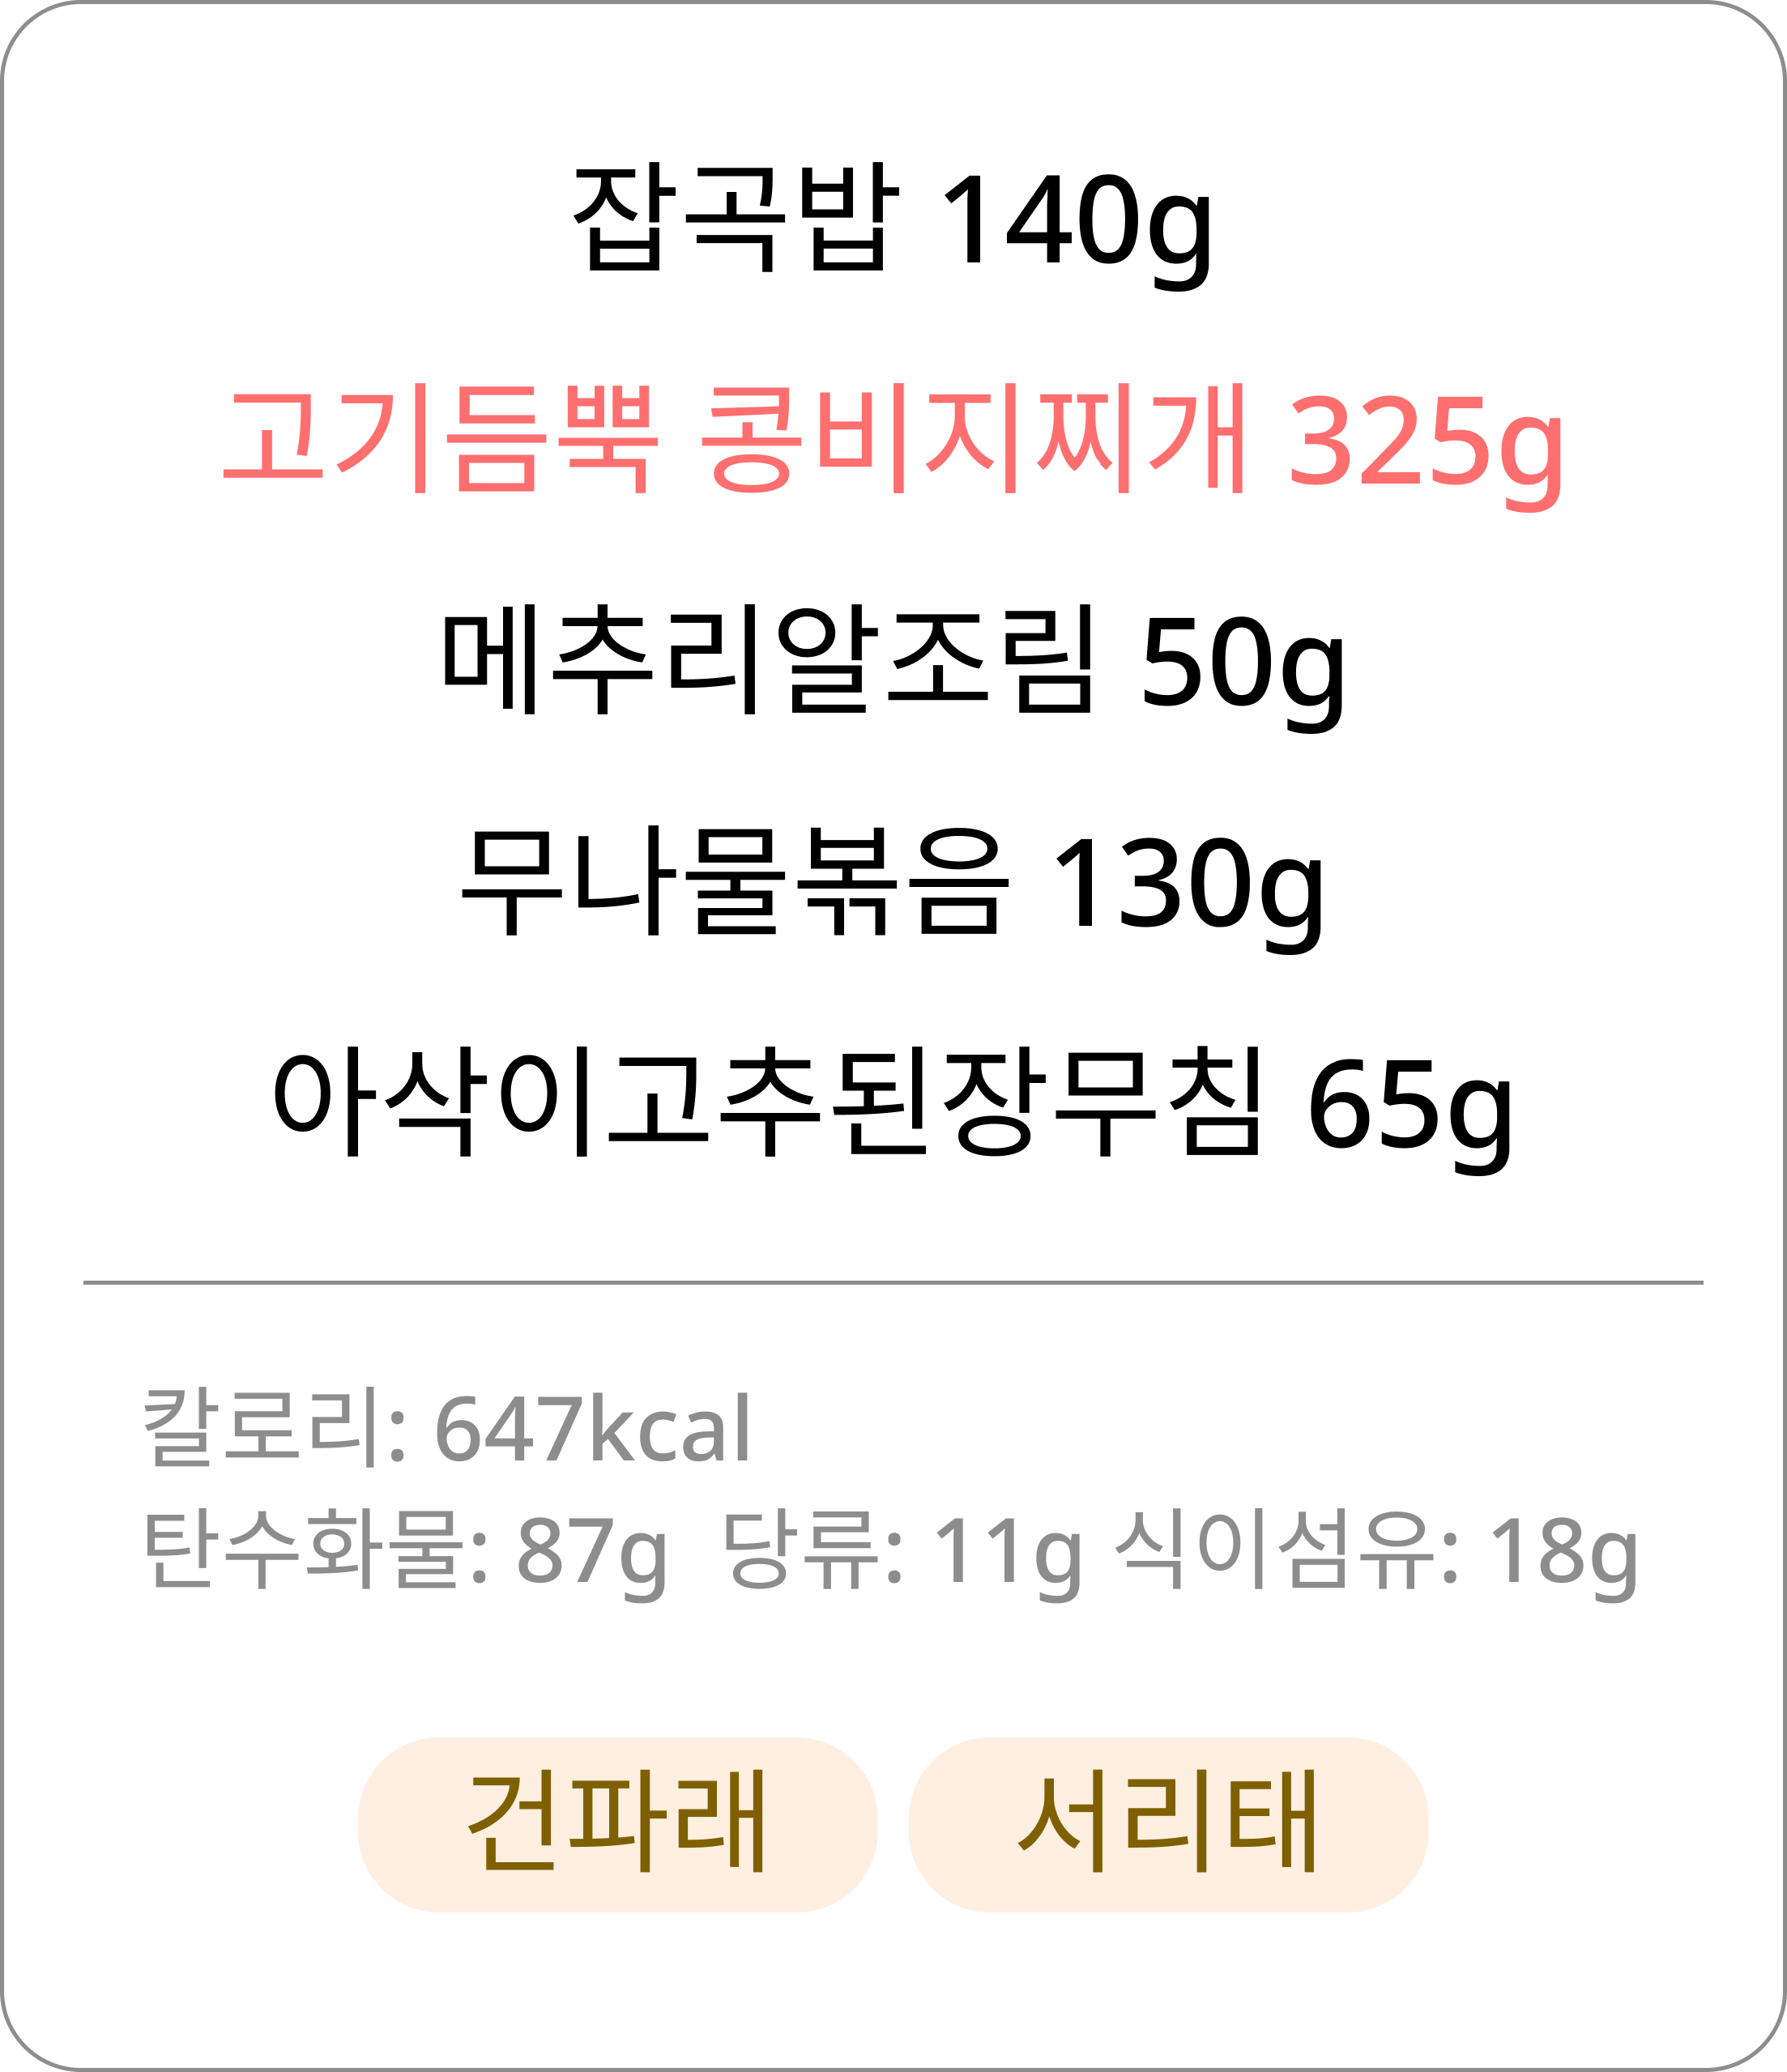 잡곡밥 140g
고기듬뿍 콩비지찌개 325g
메추리알조림 50g
무나물볶음 130g
아삭이고추된장무침 65g
칼로리: 647kcal
탄수화물: 87g 당류: 11g 식이섬유: 18g
건파래 서리태